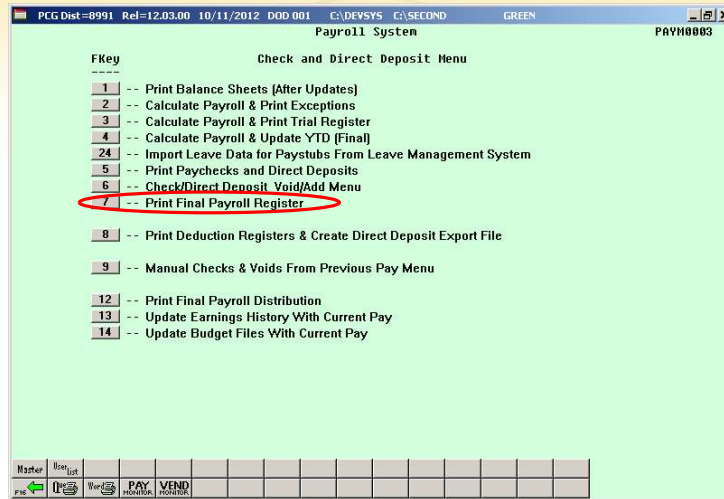 PCG Dist=8991 Rel=12.03.00 10/11/2012 DOD 001 C:\DEVSYS C:\SECOND GREEN
Payroll System PAYM0003
FKey Check and Direct Deposit Menu
----
1 -- Print Balance Sheets (After Updates)
2 -- Calculate Payroll & Print Exceptions
3 -- Calculate Payroll & Print Trial Register
4 -- Calculate Payroll & Update YTD (Final)
24 -- Import Leave Data for Paystubs From Leave Management System
5 -- Print Paychecks and Direct Deposits
6 -- Check/Direct Deposit Void/Add Menu
7 -- Print Final Payroll Register
8 -- Print Deduction Registers & Create Direct Deposit Export File
9 -- Manual Checks & Voids From Previous Pay Menu
12 -- Print Final Payroll Distribution
13 -- Update Earnings History With Current Pay
14 -- Update Budget Files With Current Pay
Master User List
F16 Que Word PAY MONITOR VEND MONITOR